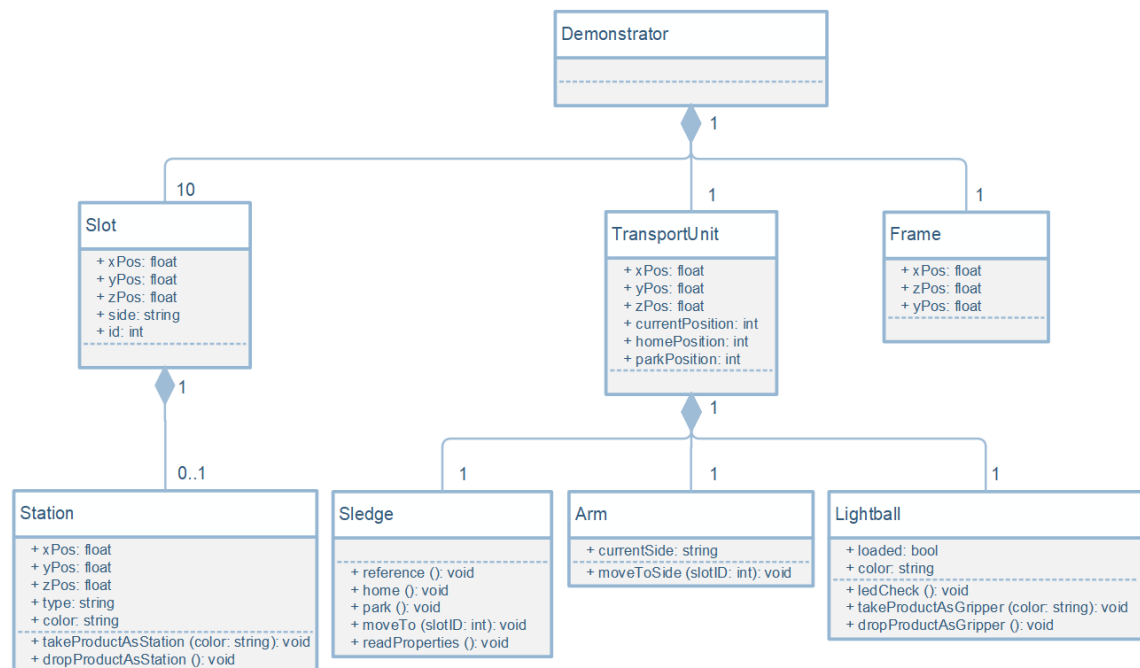 Demonstrator
1
10
1
1
Slot
+ xPos: float
+ yPos: float
+ zPos: float
+ side: string
+ id: int
TransportUnit
+ xPos: float
+ yPos: float
+ zPos: float
+ currentPosition: int
+ homePosition: int
+ parkPosition: int
Frame
+ xPos: float
+ zPos: float
+ yPos: float
1
1
0..1
1
1
1
Station
+ xPos: float
+ yPos: float
+ zPos: float
+ type: string
+ color: string
+ takeProductAsStation (color: string): void
+ dropProductAsStation (): void
Sledge
+ reference (): void
+ home (): void
+ park (): void
+ moveTo (slotID: int): void
+ readProperties (): void
Arm
+ currentSide: string
+ moveToSide (slotID: int): void
Lightball
+ loaded: bool
+ color: string
+ ledCheck (): void
+ takeProductAsGripper (color: string): void
+ dropProductAsGripper (): void